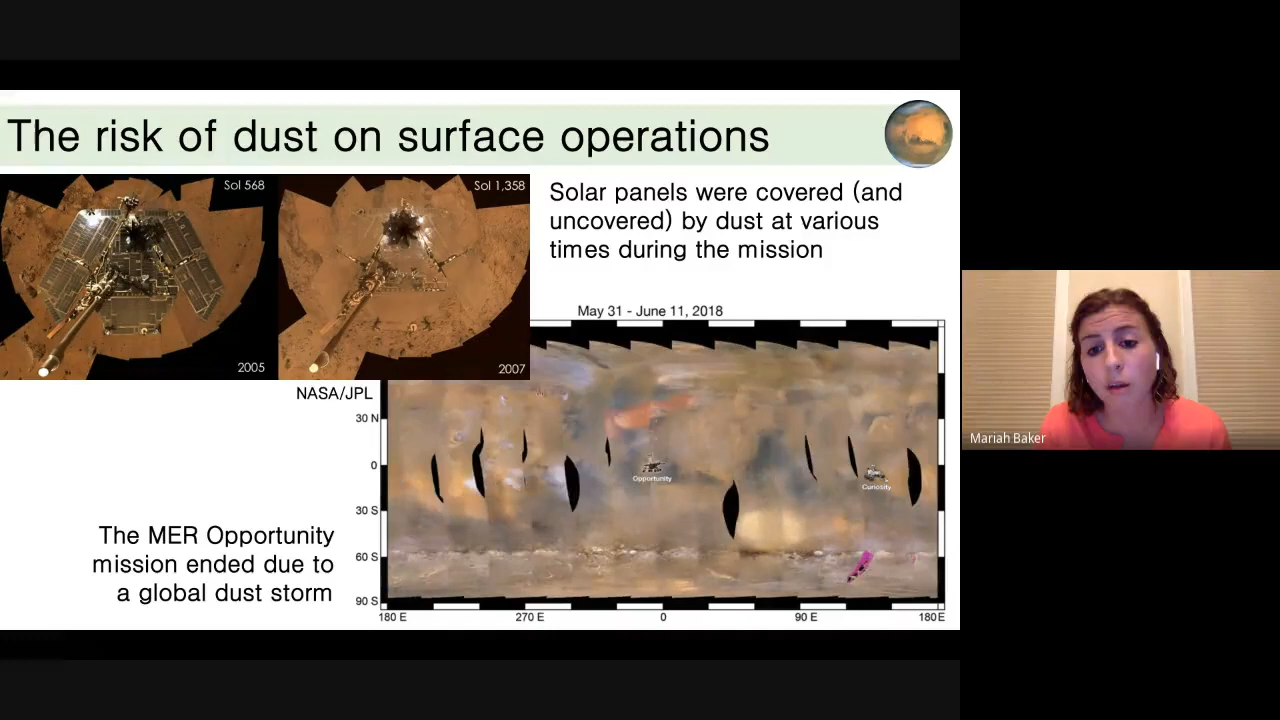 The risk of dust on surface operations
Sol 568
Sol 1,358
2005
2007
NASA/JPL
Solar panels were covered (and
uncovered) by dust at various
times during the mission
May 31 - June 11, 2018
30 N
0
30 S
60 S
90 S
180 E
270 E
0
90 E
180 E
Opportunity
Curiosity
The MER Opportunity
mission ended due to
a global dust storm
Mariah Baker